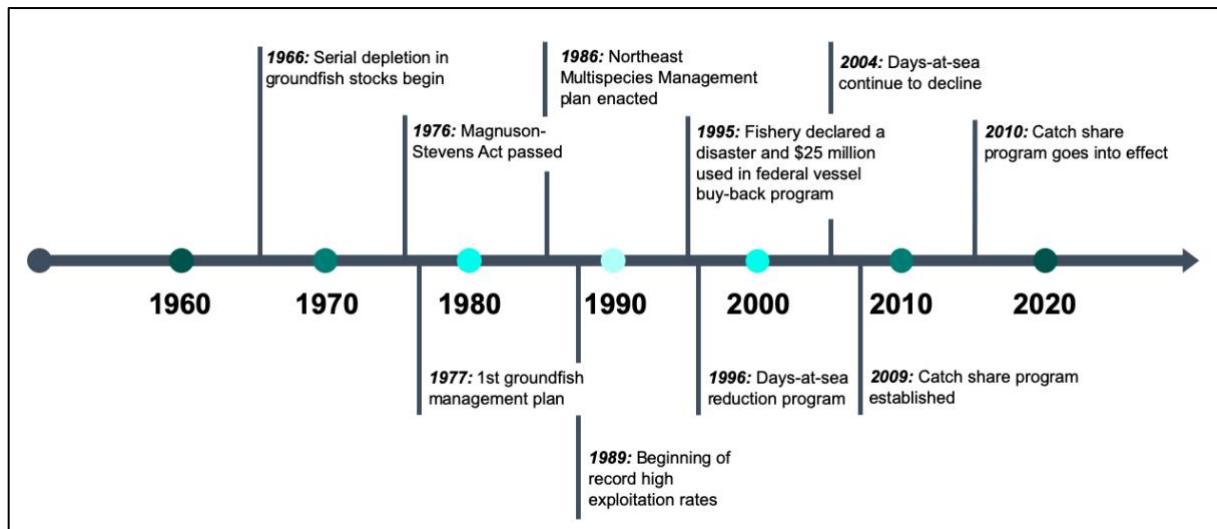 1966: Serial depletion in
groundfish stocks begin
1976: Magnuson-
Stevens Act passed
1986: Northeast
Multispecies Management
plan enacted
1995: Fishery declared a
disaster and $25 million
used in federal vessel
buy-back program
2004: Days-at-sea
continue to decline
2010: Catch share
program goes into effect
1960
1970
1980
1990
2000
2010
2020
1977: 1st groundfish
management plan
1989: Beginning of
record high
exploitation rates
1996: Days-at-sea
reduction program
2009: Catch share program
established